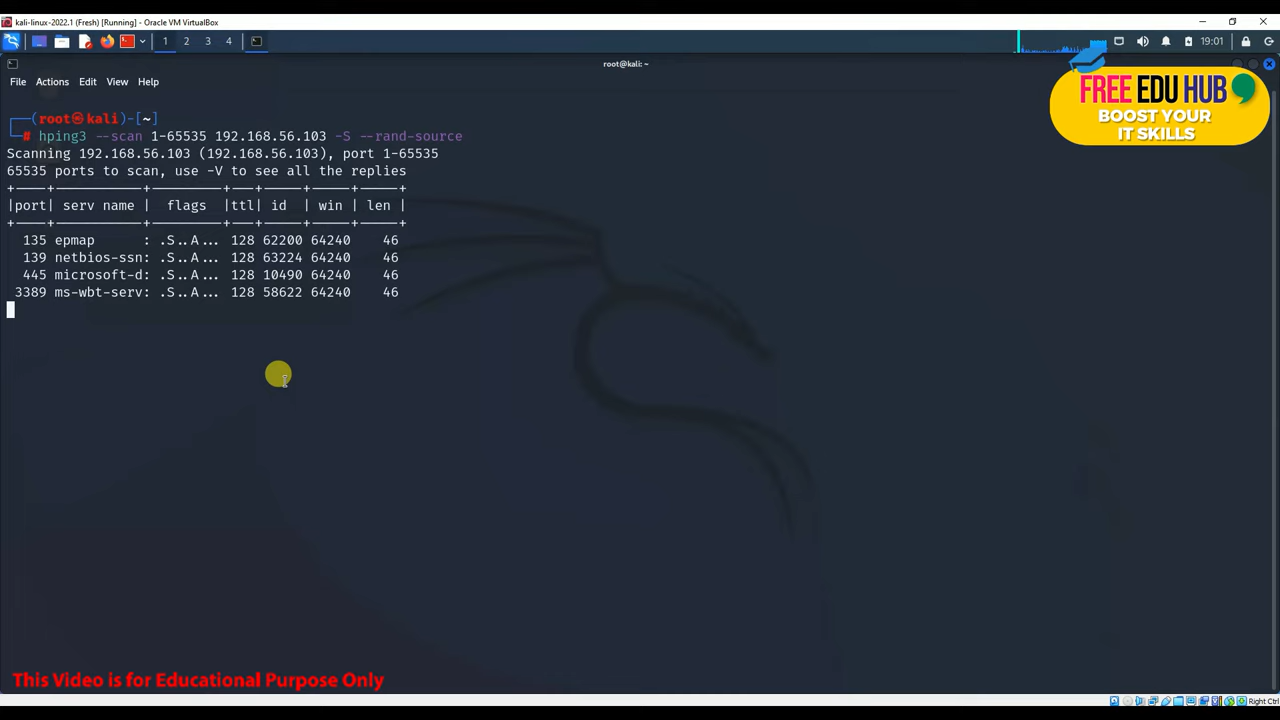 kali-linux-2022.1 (Fresh) [Running] - Oracle VM VirtualBox
1 2 3 4
19:01
root@kali: ~
File Actions Edit View Help
FREE EDU HUB
BOOST YOUR
IT SKILLS
┌──(root㉿kali)-[~]
└─# hping3 --scan 1-65535 192.168.56.103 -S --rand-source
Scanning 192.168.56.103 (192.168.56.103), port 1-65535
65535 ports to scan, use -V to see all the replies
+----+-----------+---------+---+-----+-----+-----+
|port| serv name |  flags  |ttl| id  | win | len |
+----+-----------+---------+---+-----+-----+-----+
  135 epmap      : .S..A... 128 62200 64240    46
  139 netbios-ssn: .S..A... 128 63224 64240    46
  445 microsoft-d: .S..A... 128 10490 64240    46
 3389 ms-wbt-serv: .S..A... 128 58622 64240    46
This Video is for Educational Purpose Only
Right Ctrl